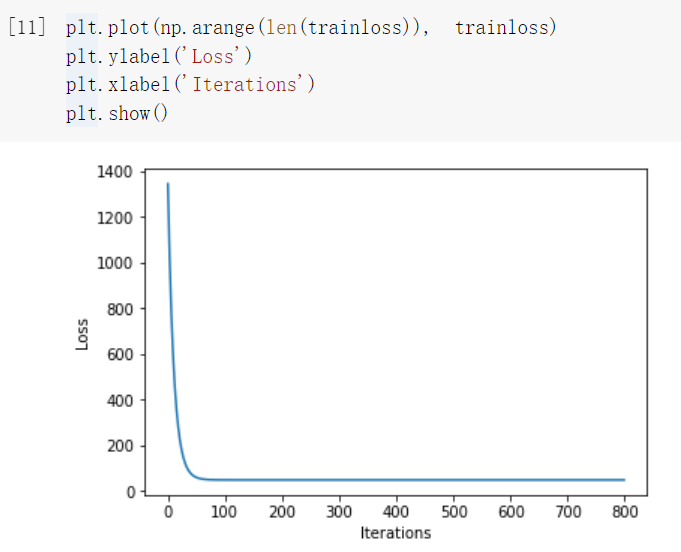 [11] plt.plot(np.arange(len(trainloss)), trainloss)
plt.ylabel('Loss')
plt.xlabel('Iterations')
plt.show()
1400
1200
1000
800
600
400
200
0
Loss
0 100 200 300 400 500 600 700 800
Iterations